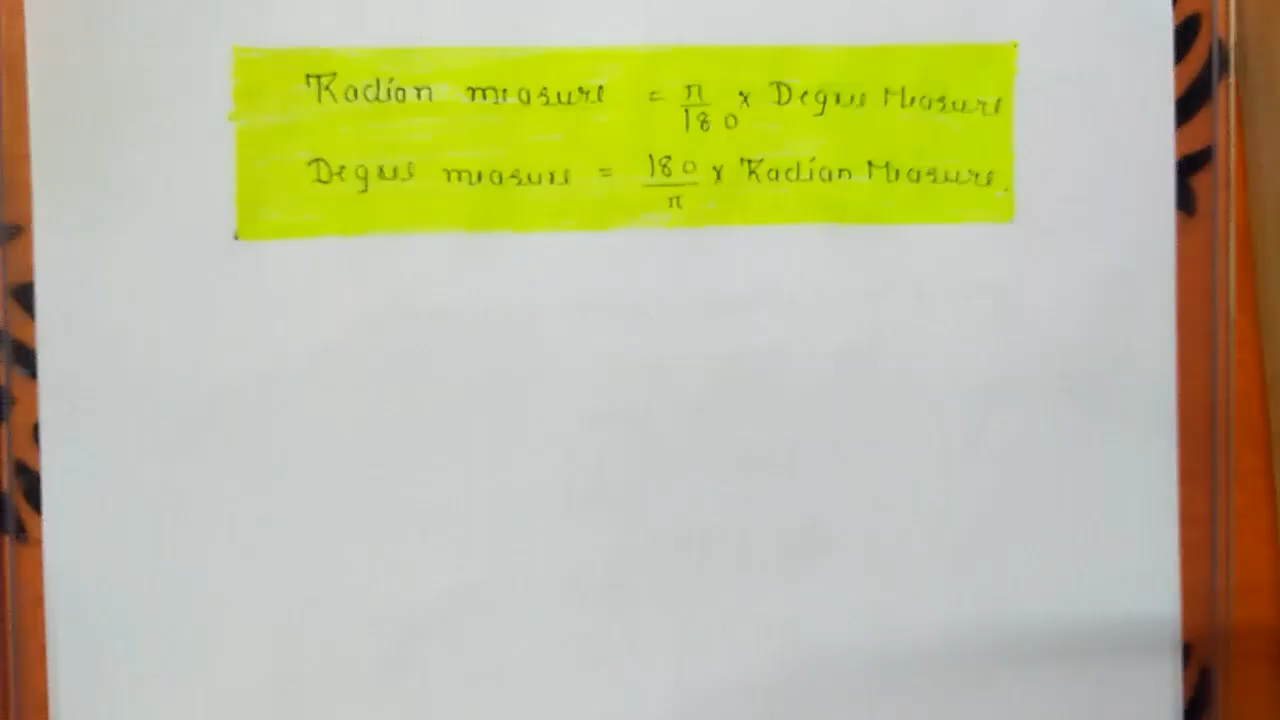 Radian measure = π/180 × Degree Measure
Degree measure = 180/π × Radian Measure.